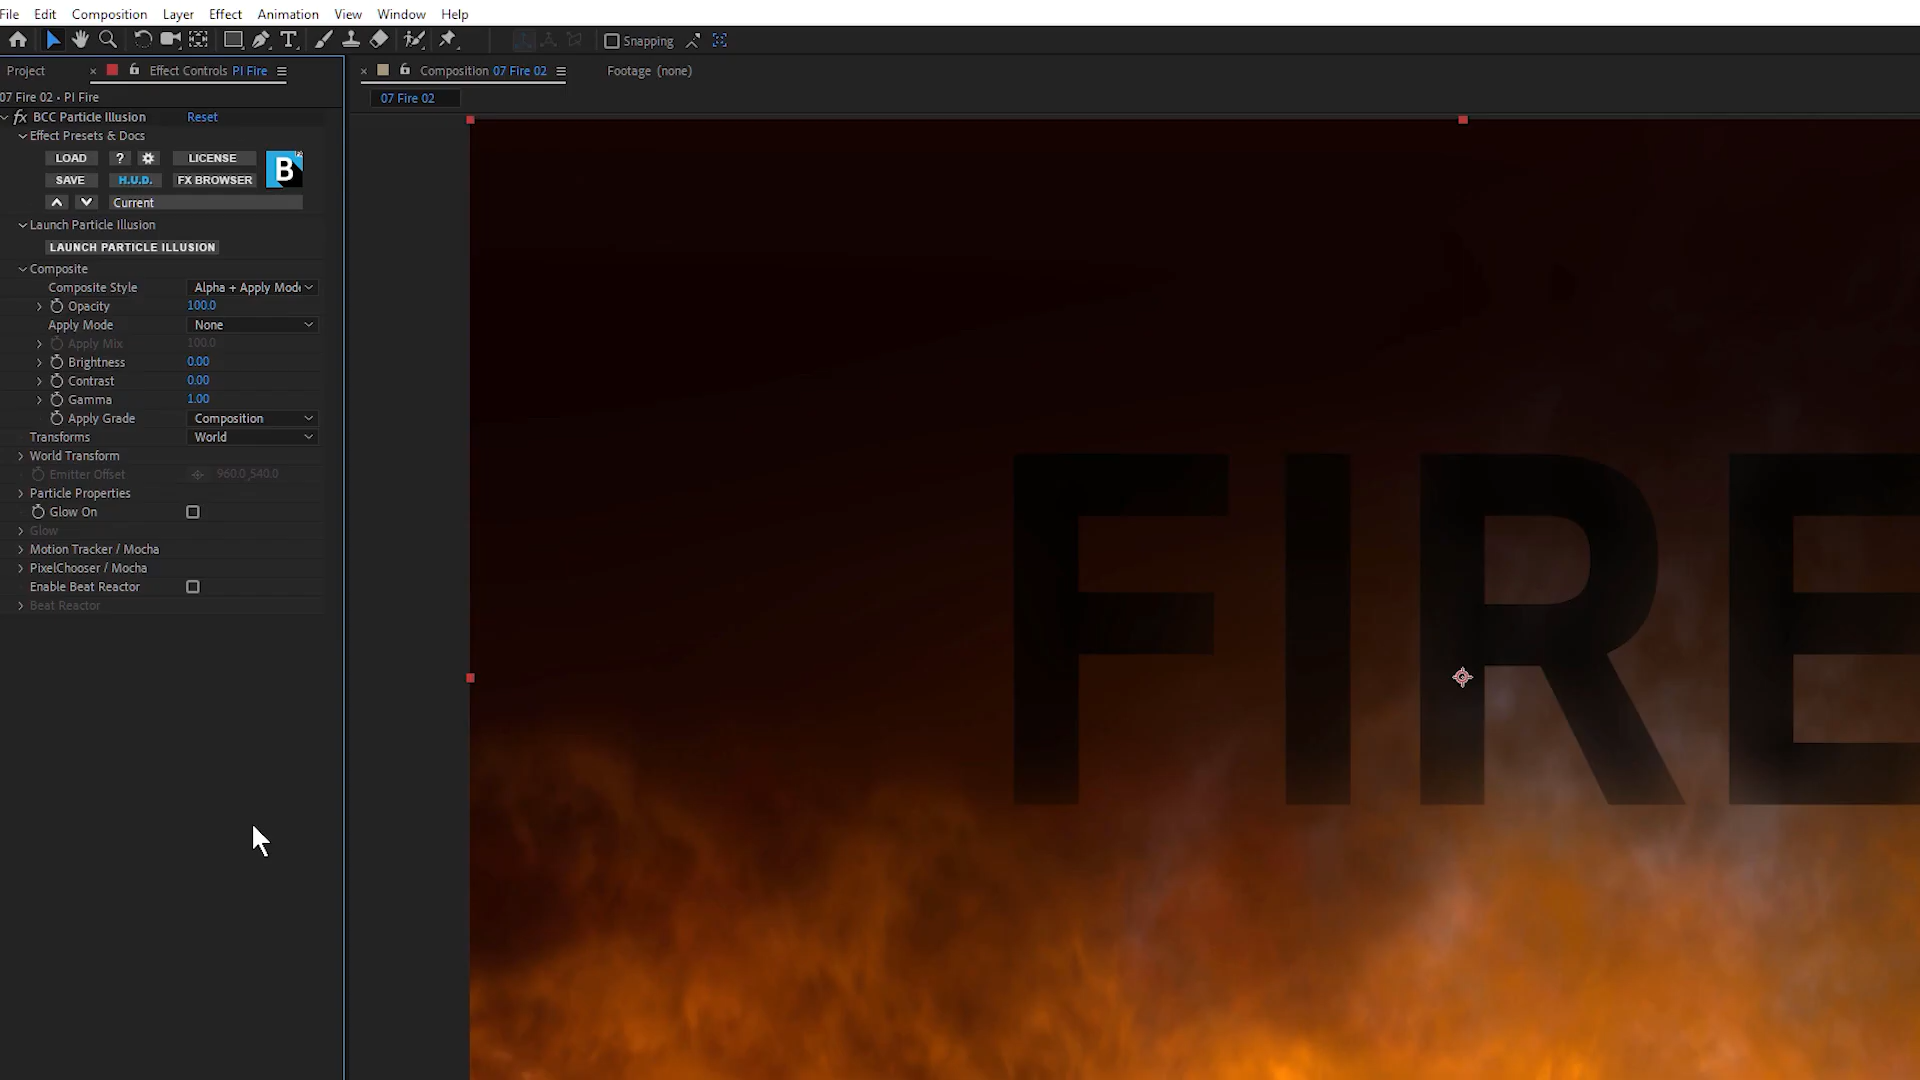 File Edit Composition Layer Effect Animation View Window Help
Snapping
Project
Effect Controls PI Fire
Composition 07 Fire 02
Footage (none)
07 Fire 02 • PI Fire
07 Fire 02
fx BCC Particle Illusion Reset
Effect Presets & Docs
LOAD ? LICENSE
B
SAVE H.U.D. FX BROWSER
Current
Launch Particle Illusion
LAUNCH PARTICLE ILLUSION
Composite
Composite Style Alpha + Apply Mod
Opacity 100.0
Apply Mode None
Apply Mix 100.0
Brightness 0.00
Contrast 0.00
Gamma 1.00
Apply Grade Composition
Transforms World
World Transform
Emitter Offset 960.0,540.0
Particle Properties
Glow On
Glow
Motion Tracker / Mocha
PixelChooser / Mocha
Enable Beat Reactor
Beat Reactor
FIRE